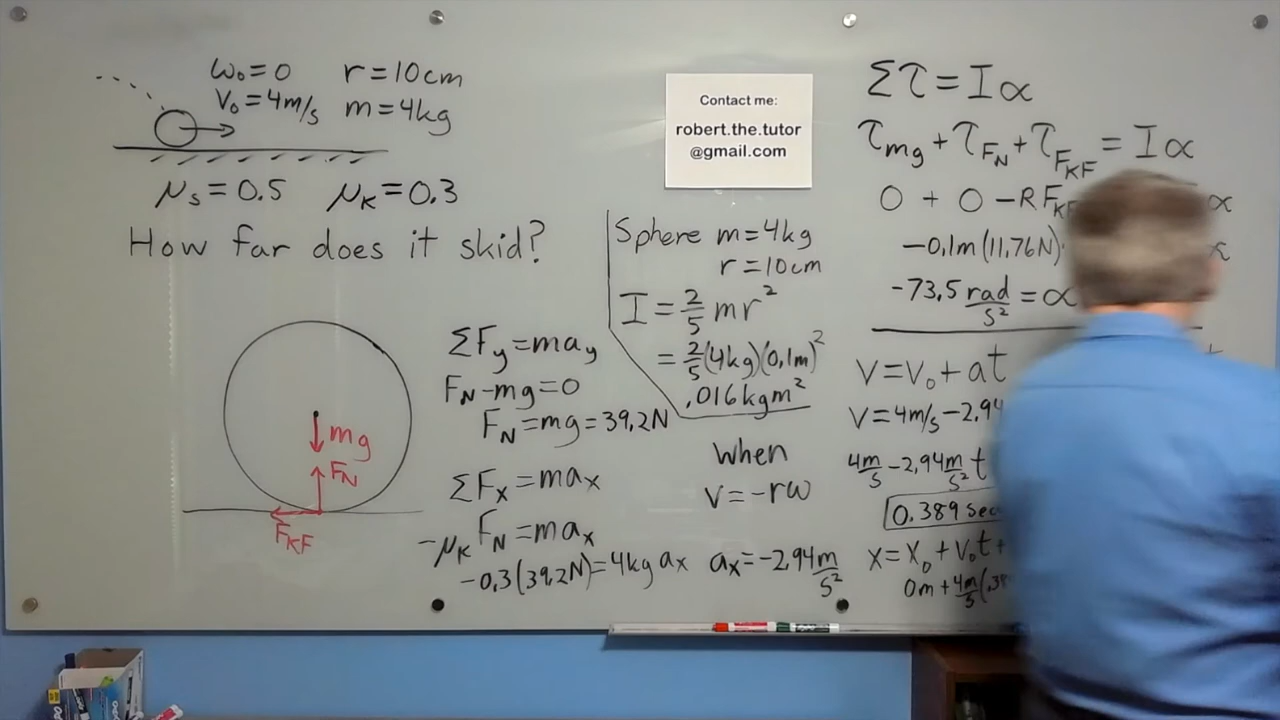 ω₀=0 r=10cm
V₀=4m/s m=4kg
μs=0.5 μK=0.3
How far does it skid?
mg
FN
FKF
ΣFy=may
FN-mg=0
FN=mg=39.2N
ΣFx=max
-μK FN=max
-0.3(39.2N)=4kg ax ax=-2.94m/s²
Contact me:
robert.the.tutor
@gmail.com
Sphere m=4kg
r=10cm
I=2/5 mr²
=2/5(4kg)(0.1m)²
.016kgm²
When
v=-rω
Στ=Iα
τmg+τFN+τFKF=Iα
0+0-RFKF α
-0.1m(11.76N)
-73.5 rad/s²=α
V=V₀+at
V=4m/s-2.94
4m/s-2.94m/s² t
0.389 sec
x=x₀+V₀t+
0m+4m/s(.38